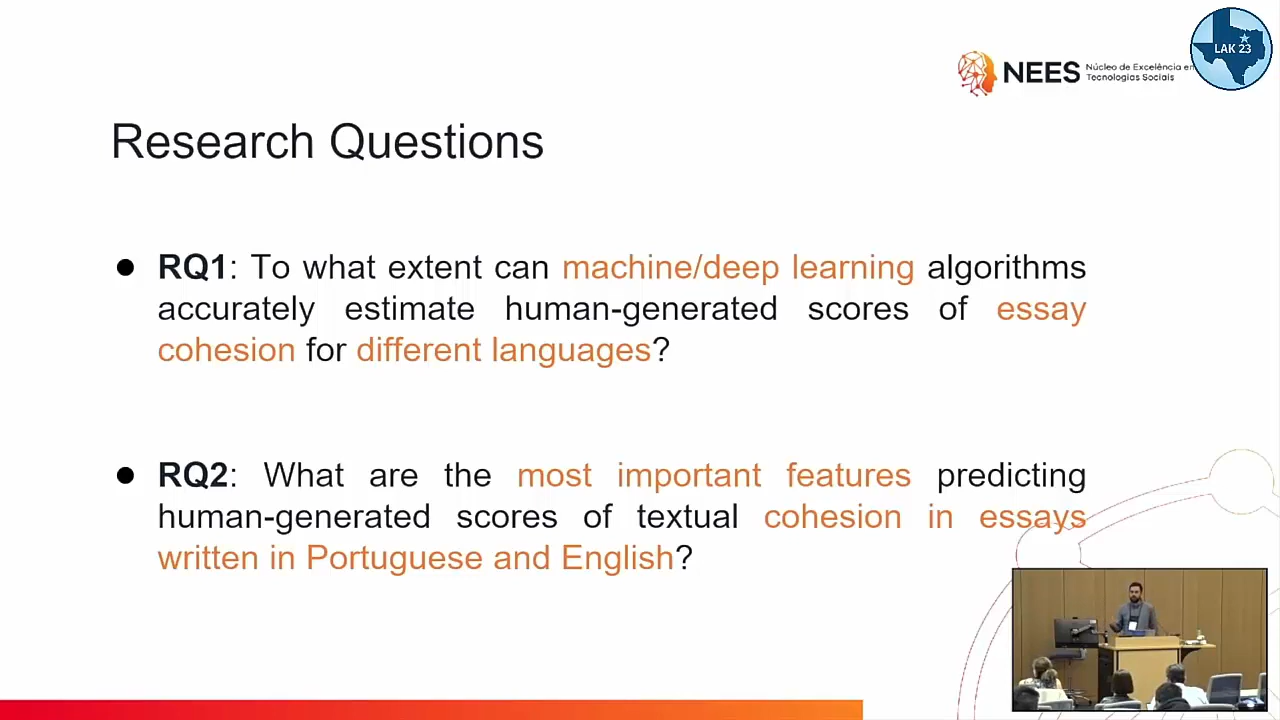 LAK 23
NEES
Núcleo de Excelência em
Tecnologias Sociais
Research Questions
● RQ1: To what extent can machine/deep learning algorithms
accurately estimate human-generated scores of essay
cohesion for different languages?
● RQ2: What are the most important features predicting
human-generated scores of textual cohesion in essays
written in Portuguese and English?